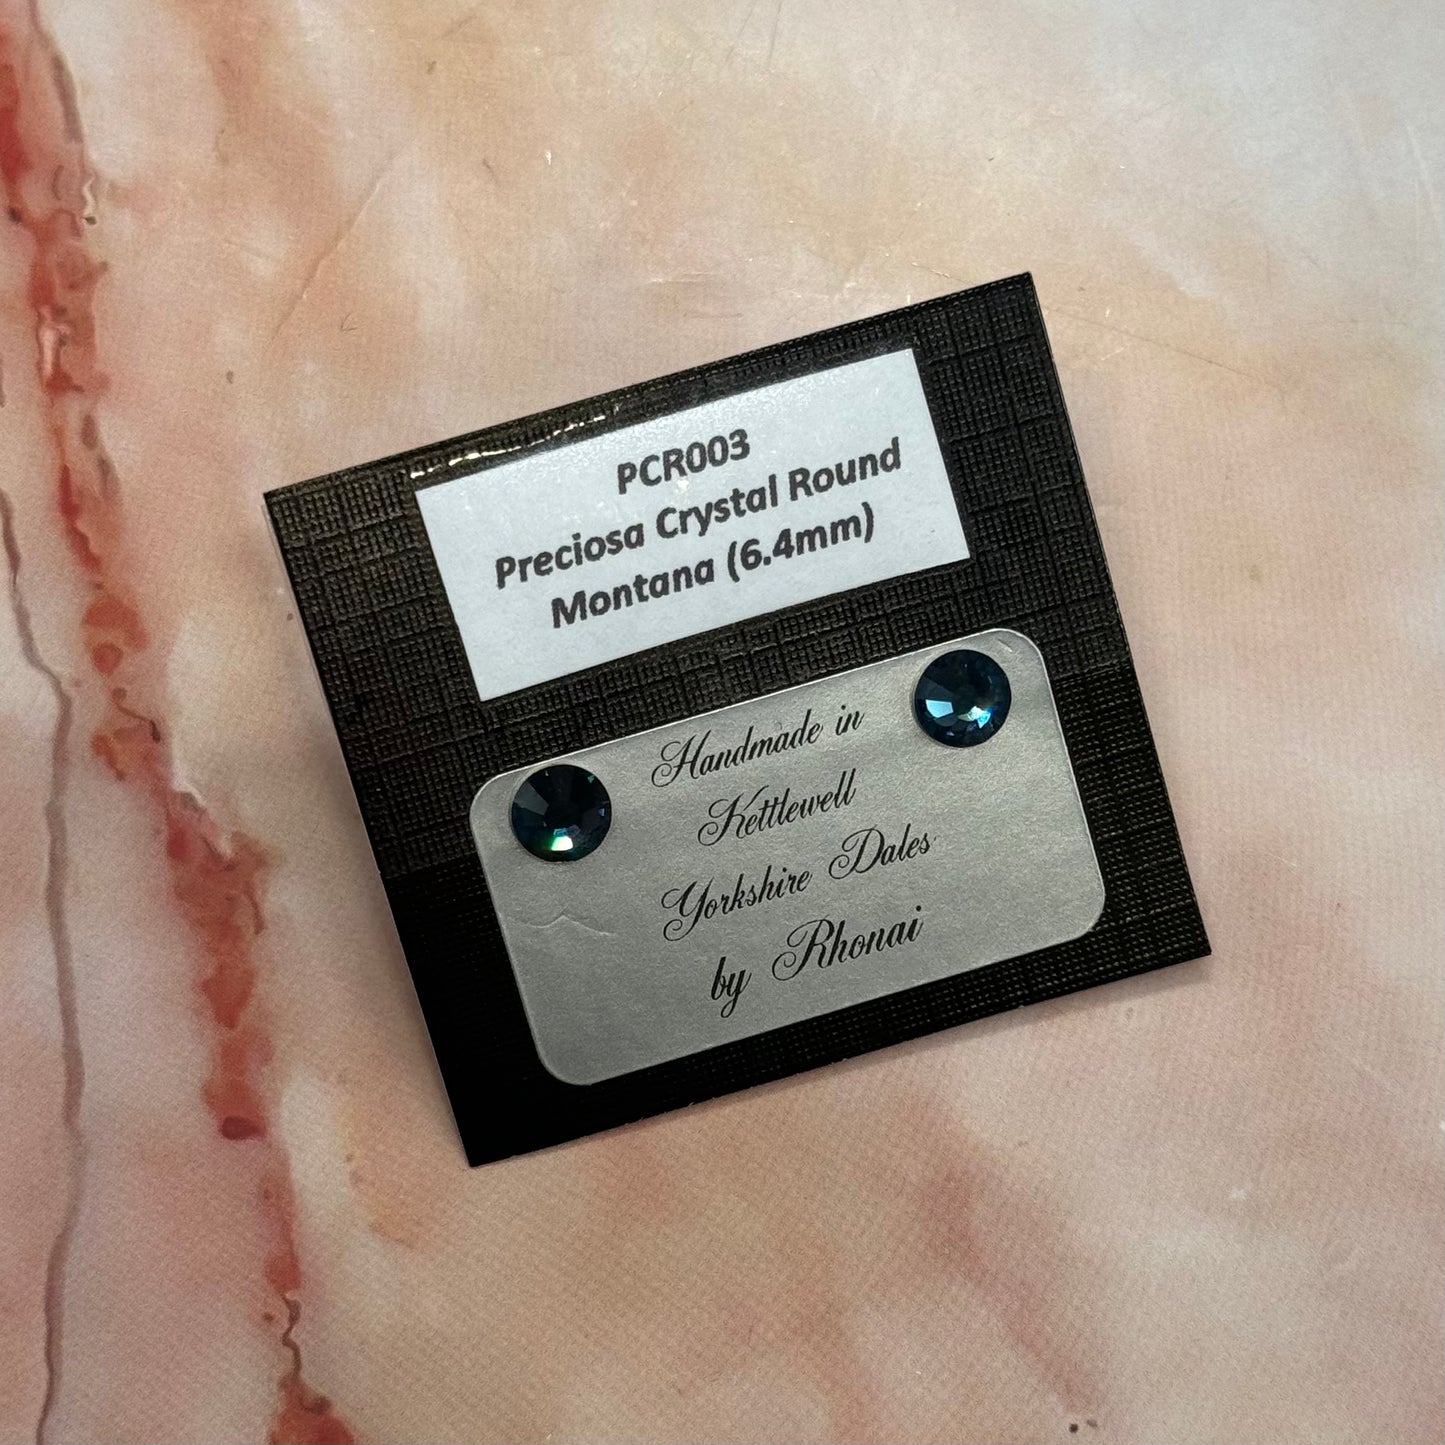 PCR003
Preciosa Crystal Round
Montana (6.4mm)
Handmade in
Kettlewell
Yorkshire Dales
by Rhonai